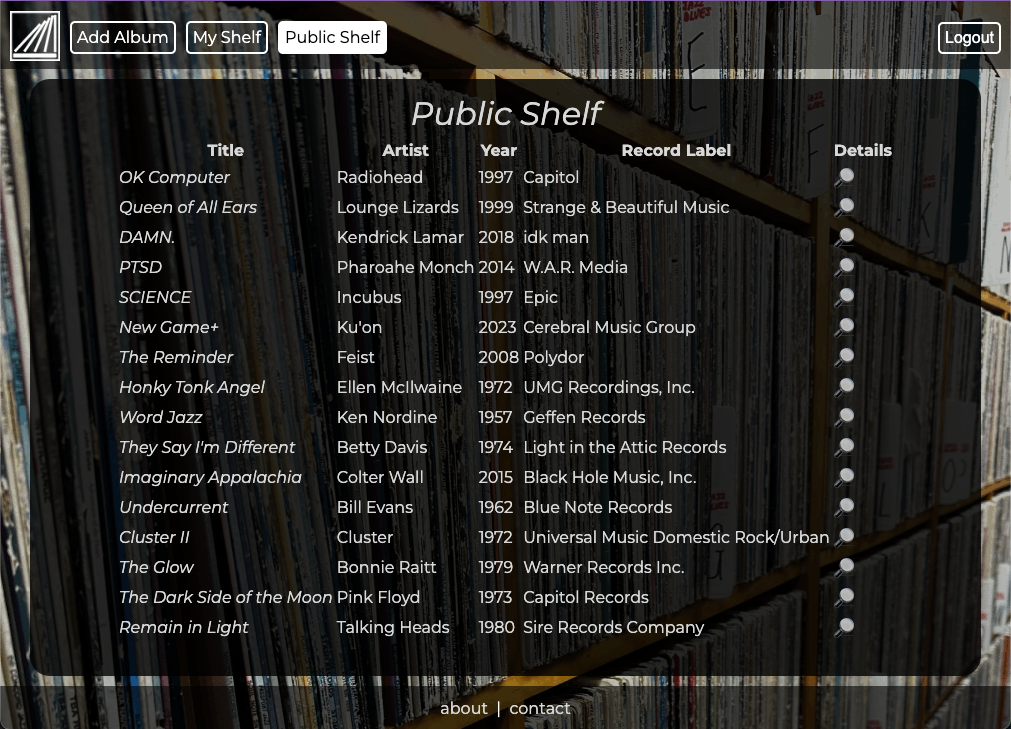 Add Album My Shelf Public Shelf Logout
Public Shelf
Title Artist Year Record Label Details
OK Computer Radiohead 1997 Capitol
Queen of All Ears Lounge Lizards 1999 Strange & Beautiful Music
DAMN. Kendrick Lamar 2018 idk man
PTSD Pharoahe Monch 2014 W.A.R. Media
SCIENCE Incubus 1997 Epic
New Game+ Ku'on 2023 Cerebral Music Group
The Reminder Feist 2008 Polydor
Honky Tonk Angel Ellen McIlwaine 1972 UMG Recordings, Inc.
Word Jazz Ken Nordine 1957 Geffen Records
They Say I'm Different Betty Davis 1974 Light in the Attic Records
Imaginary Appalachia Colter Wall 2015 Black Hole Music, Inc.
Undercurrent Bill Evans 1962 Blue Note Records
Cluster II Cluster 1972 Universal Music Domestic Rock/Urban
The Glow Bonnie Raitt 1979 Warner Records Inc.
The Dark Side of the Moon Pink Floyd 1973 Capitol Records
Remain in Light Talking Heads 1980 Sire Records Company
about | contact